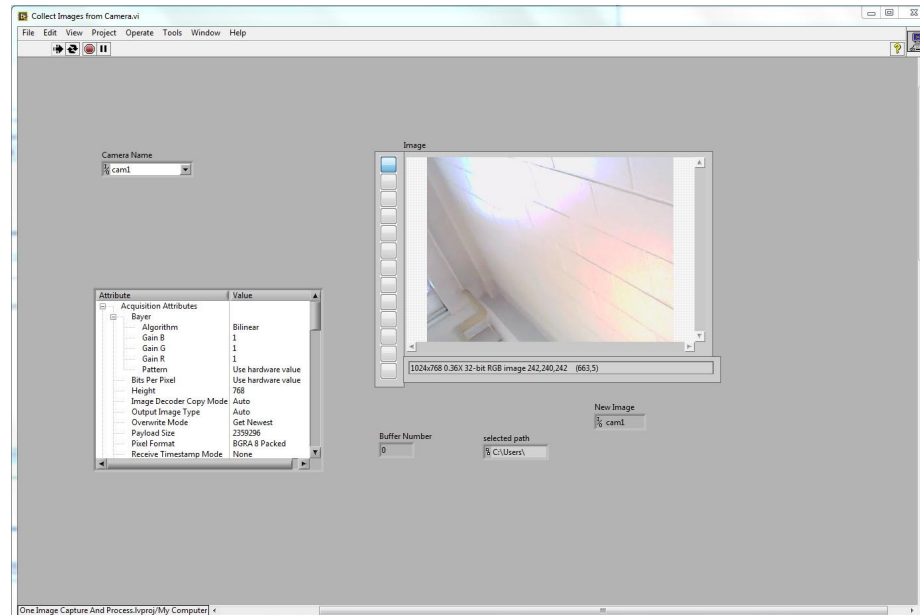 Collect Images from Camera.vi
File Edit View Project Operate Tools Window Help
Camera Name
cam1
Image
1024x768 0.36X 32-bit RGB image 242,240,242 (663,5)
Attribute Value
Acquisition Attributes
Bayer
Algorithm Bilinear
Gain B 1
Gain G 1
Gain R 1
Pattern Use hardware value
Bits Per Pixel Use hardware value
Height 768
Image Decoder Copy Mode Auto
Output Image Type Auto
Overwrite Mode Get Newest
Payload Size 2359296
Pixel Format BGRA 8 Packed
Receive Timestamp Mode None
Buffer Number
0
selected path
C:\Users\
New Image
cam1
One Image Capture And Process.lvproj/My Computer